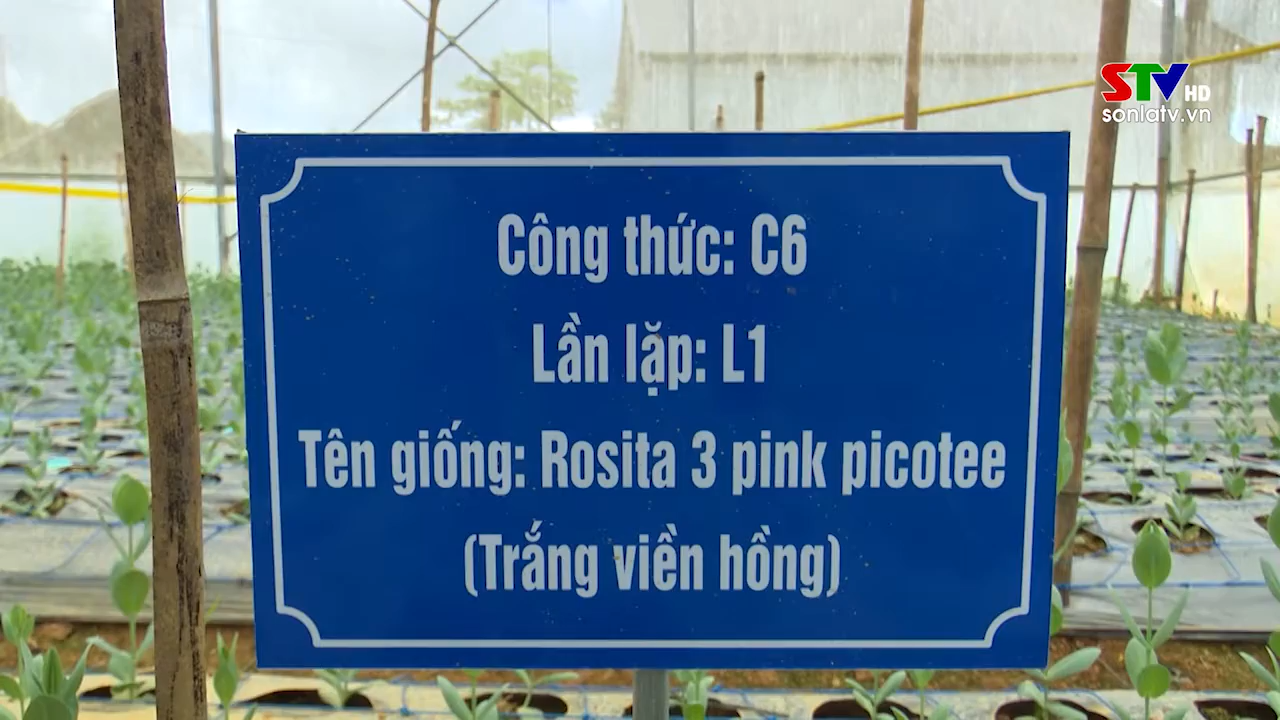 STV HD
sonlatv.vn
Công thức: C6
Lần lặp: L1
Tên giống: Rosita 3 pink picotee
(Trắng viền hồng)